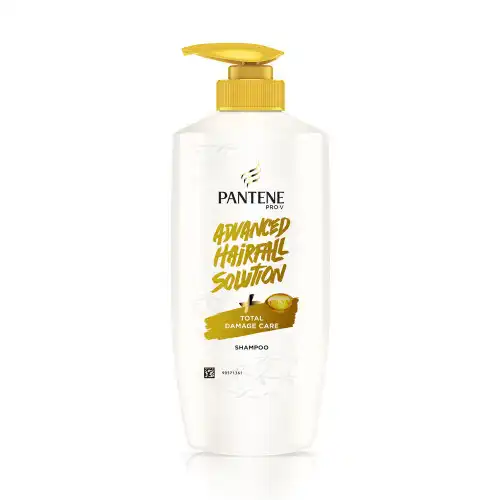 PANTENE
PRO-V
ADVANCED
HAIRFALL
SOLUTION
TOTAL
DAMAGE CARE
SHAMPOO